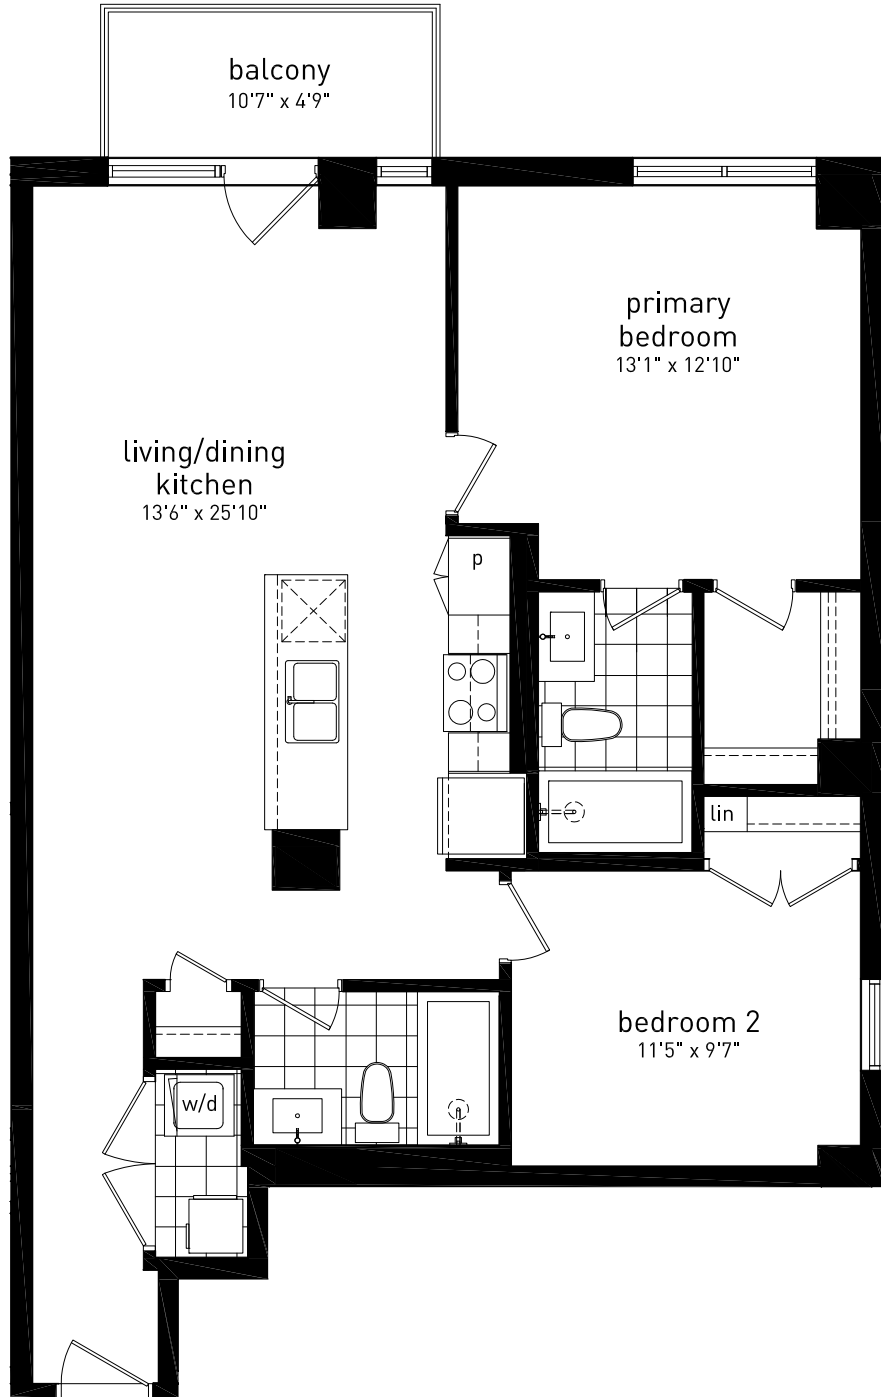 balcony
10'7" x 4'9"
primary
bedroom
13'1" x 12'10"
living/dining
kitchen
13'6" x 25'10"
p
lin
bedroom 2
11'5" x 9'7"
w/d